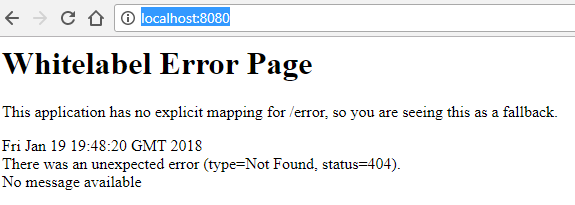 localhost:8080
Whitelabel Error Page
This application has no explicit mapping for /error, so you are seeing this as a fallback.
Fri Jan 19 19:48:20 GMT 2018
There was an unexpected error (type=Not Found, status=404).
No message available